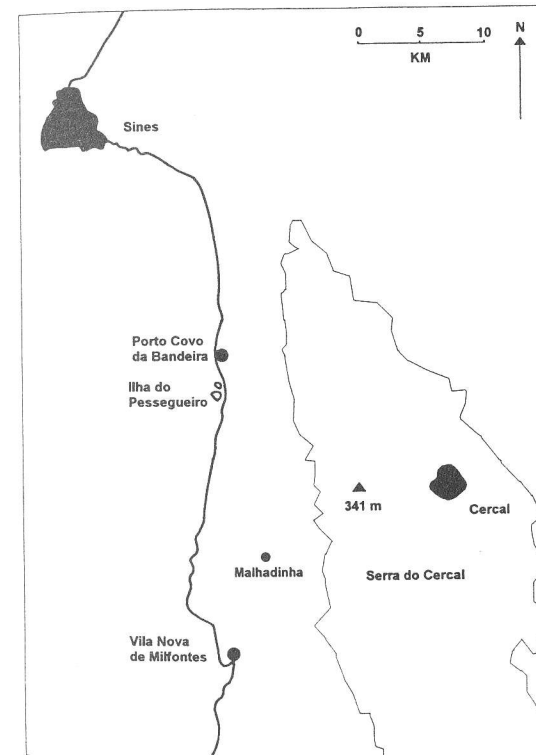 0 5 10
KM
N
Sines
Porto Covo
da Bandeira
Ilha do
Pessegueiro
341 m
Cercal
Malhadinha
Serra do Cercal
Vila Nova
de Milfontes